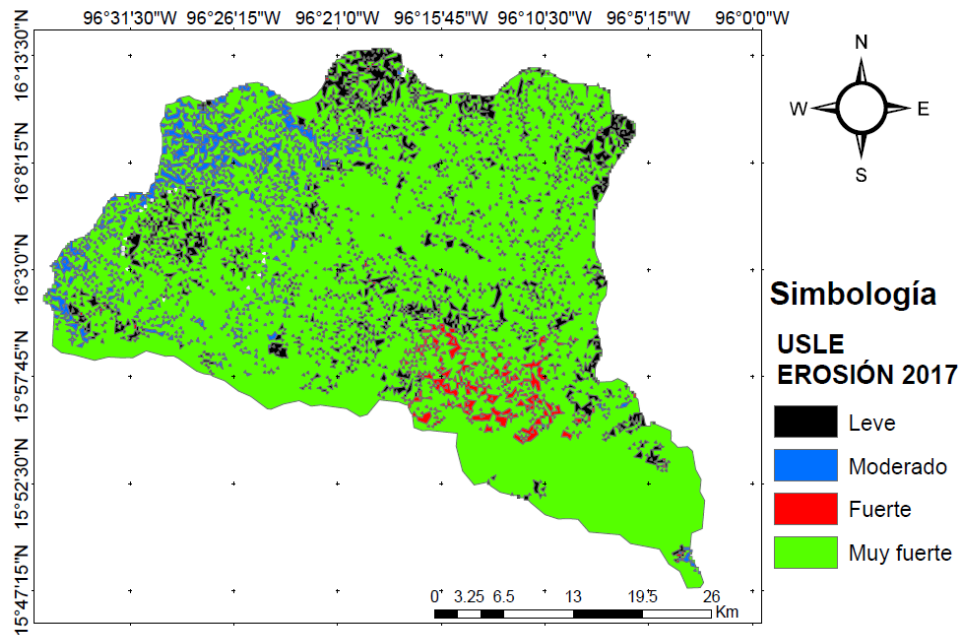 96°31'30"W 96°26'15"W 96°21'0"W 96°15'45"W 96°10'30"W 96°5'15"W 96°0'0"W
16°13'30"N
16°8'15"N
16°3'0"N
15°57'45"N
15°52'30"N
15°47'15"N
N
W E
S
Simbología
USLE
EROSIÓN 2017
Leve
Moderado
Fuerte
Muy fuerte
0 3.25 6.5 13 19.5 26
Km